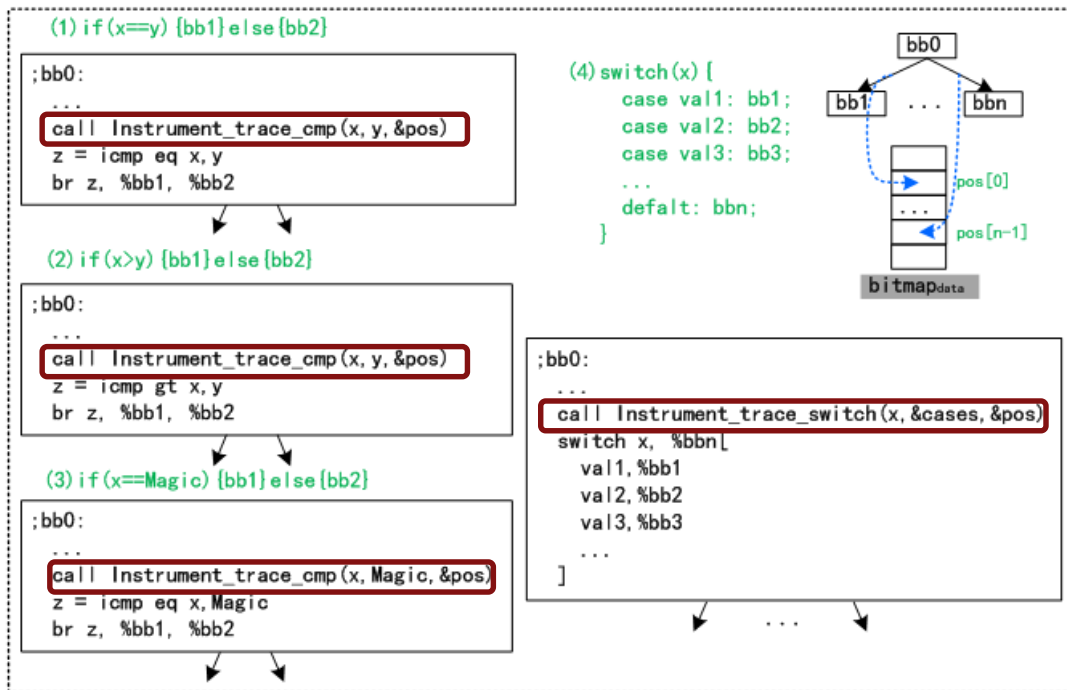 (1) if(x==y) {bb1}else{bb2}
;bb0:
...
call Instrument_trace_cmp(x,y,&pos)
z = icmp eq x,y
br z, %bb1, %bb2
(2) if(x>y) {bb1}else{bb2}
;bb0:
...
call Instrument_trace_cmp(x,y,&pos)
z = icmp gt x,y
br z, %bb1, %bb2
(3) if(x==Magic) {bb1}else{bb2}
;bb0:
...
call Instrument_trace_cmp(x,Magic,&pos)
z = icmp eq x,Magic
br z, %bb1, %bb2
(4) switch(x) [
case val1: bb1;
case val2: bb2;
case val3: bb3;
...
defalt: bbn;
}
bb0
bb1 ... bbn
pos[0]
...
pos[n-1]
bitmapdata
;bb0:
...
call Instrument_trace_switch(x,&cases,&pos)
switch x, %bbn[
val1,%bb1
val2,%bb2
val3,%bb3
...
]
...